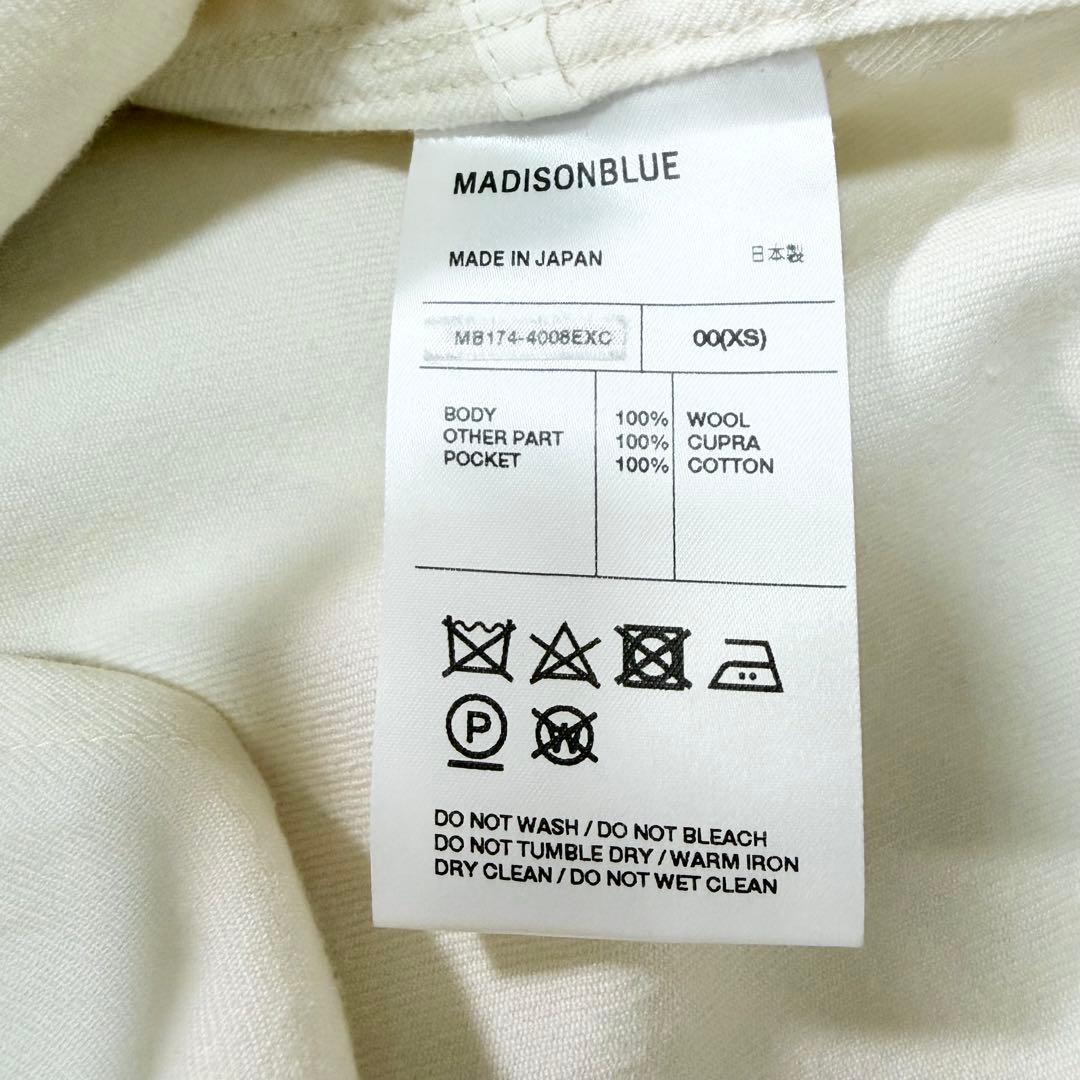 MADISONBLUE
MADE IN JAPAN 日本製
MB174-4008EXC 00(XS)
BODY 100% WOOL
OTHER PART 100% CUPRA
POCKET 100% COTTON
P W
DO NOT WASH / DO NOT BLEACH
DO NOT TUMBLE DRY / WARM IRON
DRY CLEAN / DO NOT WET CLEAN